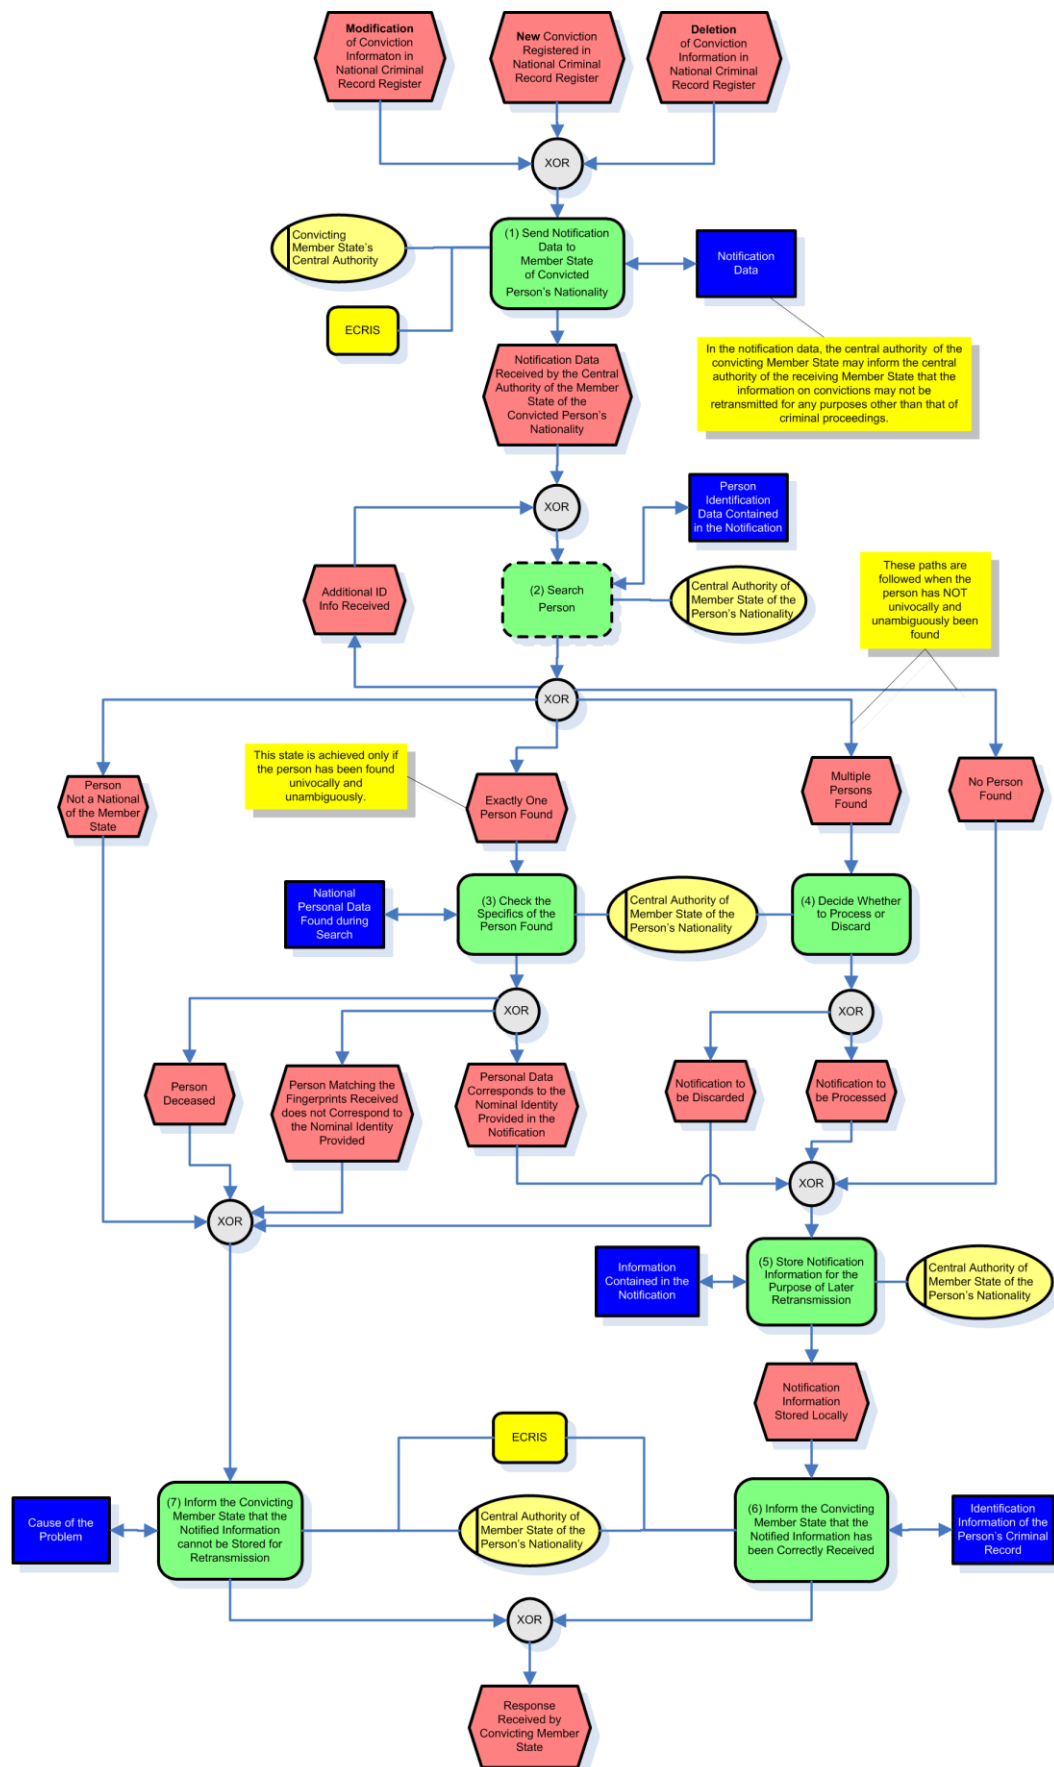 Modification
of Conviction
Informaton in
National Criminal
Record Register
New Conviction
Registered in
National Criminal
Record Register
Deletion
of Conviction
Information in
National Criminal
Record Register
XOR
Convicting
Member State's
Central Authority
(1) Send Notification
Data to
Member State
of Convicted
Person's Nationality
Notification
Data
ECRIS
In the notification data, the central authority of the
convicting Member State may inform the central
authority of the receiving Member State that the
information on convictions may not be
retransmitted for any purposes other than that of
criminal proceedings.
Notification Data
Received by the Central
Authority of the Member
State of the
Convicted Person's
Nationality
XOR
Person
Identification
Data Contained
in the Notification
Additional ID
Info Received
(2) Search
Person
Central Authority of
Member State of the
Person's Nationality
These paths are
followed when the
person has NOT
univocally and
unambiguously been
found
XOR
This state is achieved only if
the person has been found
univocally and
unambiguously.
Person
Not a National
of the Member
State
Exactly One
Person Found
Multiple
Persons
Found
No Person
Found
National
Personal Data
Found during
Search
(3) Check the
Specifics of the
Person Found
Central Authority of
Member State of the
Person's Nationality
(4) Decide Whether
to Process or
Discard
XOR
XOR
Person
Deceased
Person Matching the
Fingerprints Received
does not Correspond to
the Nominal Identity
Provided
Personal Data
Corresponds to the
Nominal Identity
Provided in the
Notification
Notification to
be Discarded
Notification to
be Processed
XOR
XOR
Information
Contained in the
Notification
(5) Store Notification
Information for the
Purpose of Later
Retransmission
Central Authority of
Member State of the
Person's Nationality
Notification
Information
Stored Locally
ECRIS
Cause of the
Problem
(7) Inform the Convicting
Member State that the
Notified Information
cannot be Stored for
Retransmission
Central Authority of
Member State of the
Person's Nationality
(6) Inform the Convicting
Member State that the
Notified Information has
been Correctly Received
Identification
Information of the
Person's Criminal
Record
XOR
Response
Received by
Convicting Member
State